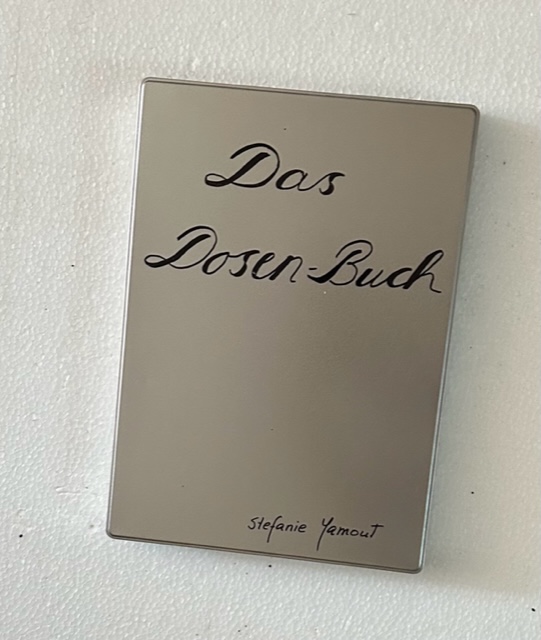 Das
Dosen-Buch
Stefanie Yamout